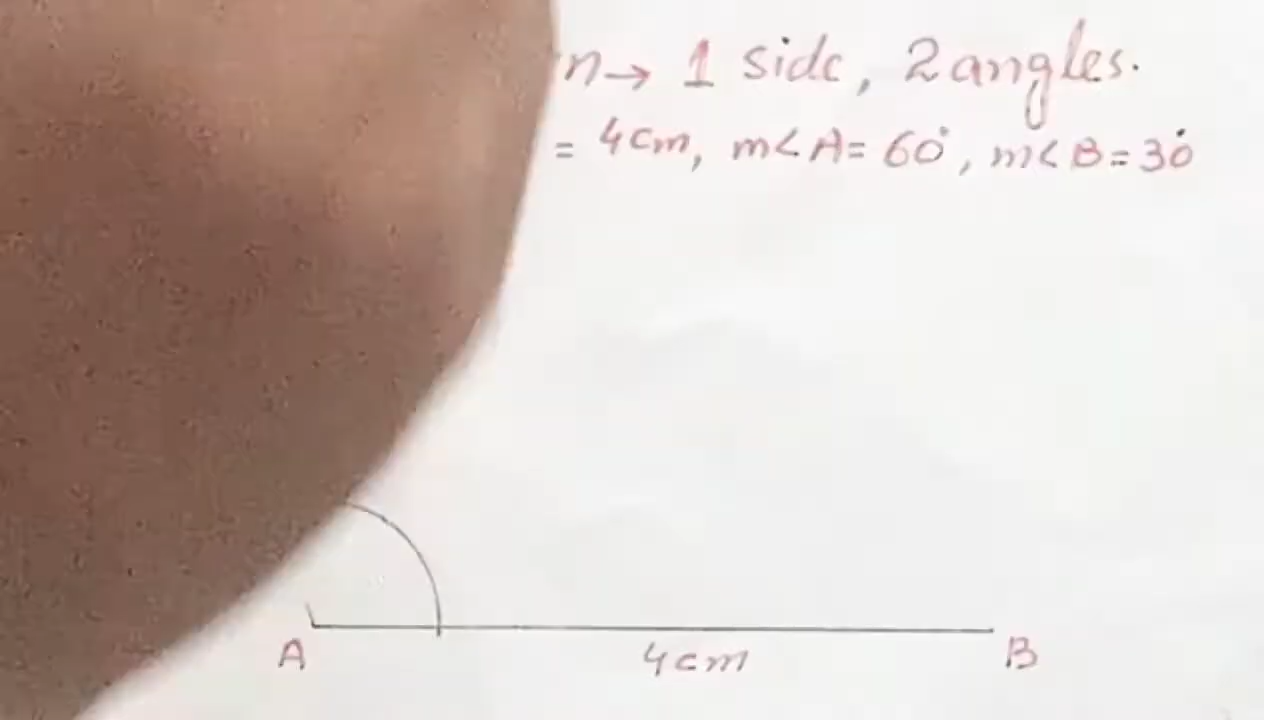 n→ 1 side, 2 angles.
= 4cm, m<A= 60°, m<B= 30°
A 4cm B